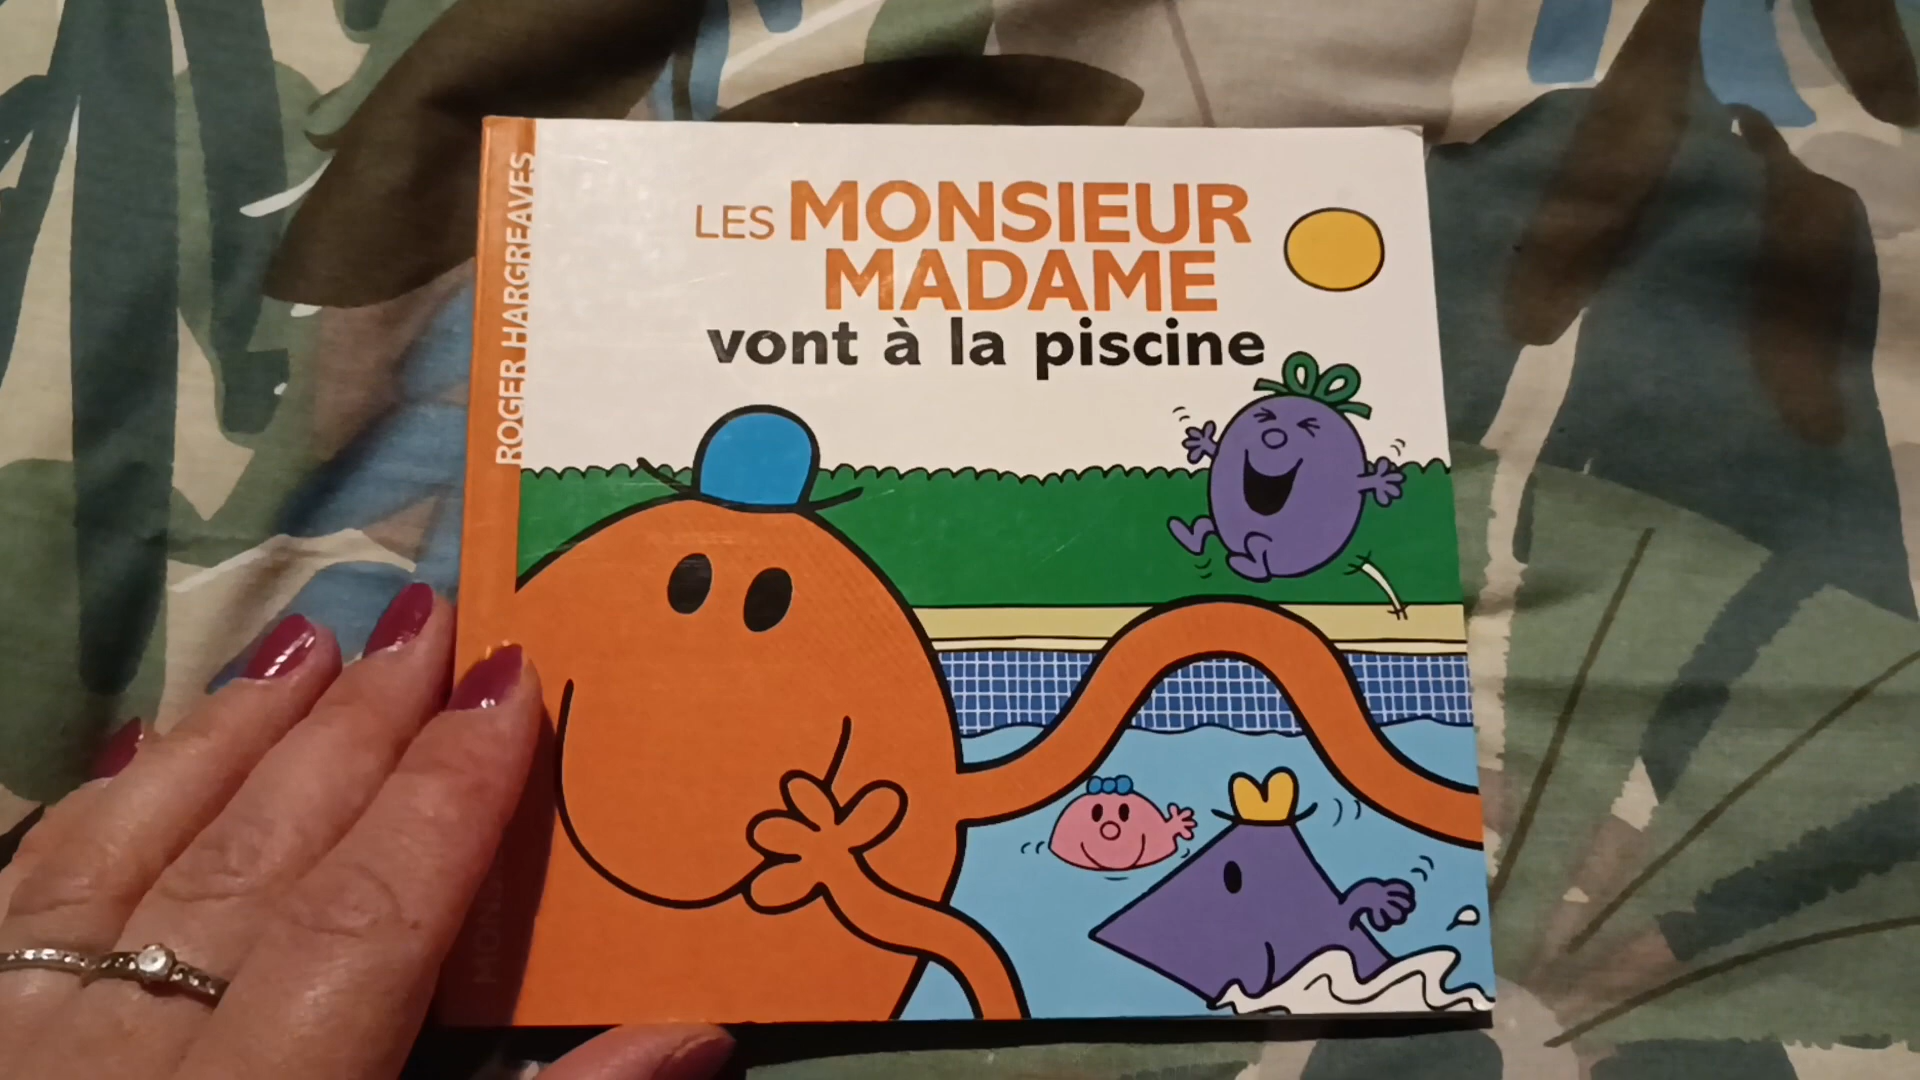 LES MONSIEUR
MADAME
vont à la piscine
ROGER HARGREAVES